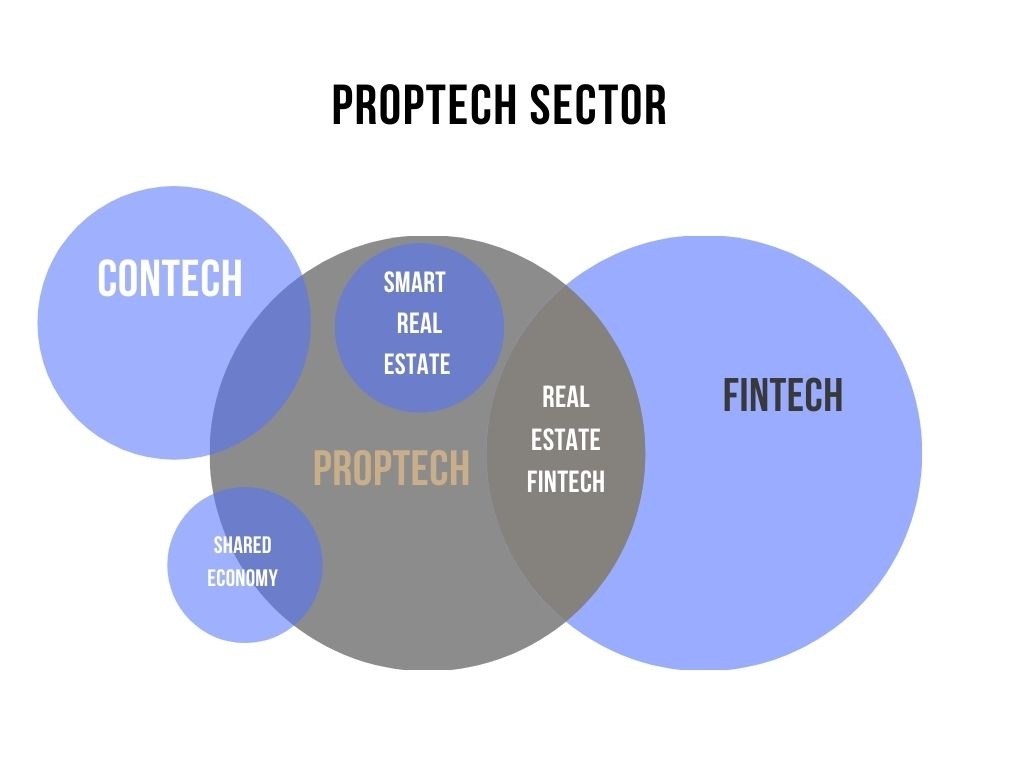 PROPTECH SECTOR
CONTECH
SMART
REAL
ESTATE
REAL
ESTATE
FINTECH
FINTECH
PROPTECH
SHARED
ECONOMY